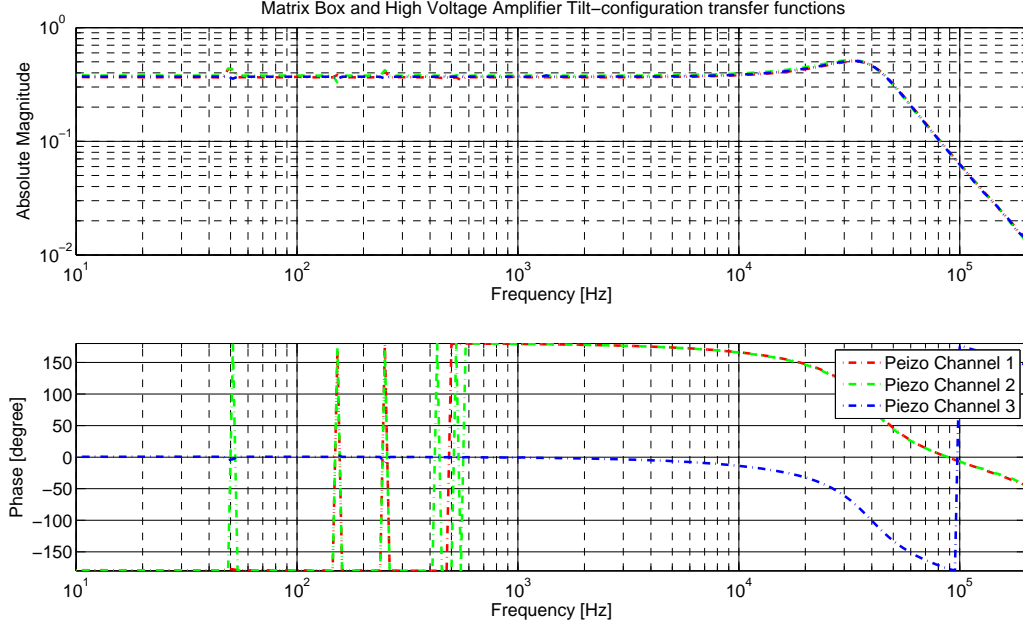 Matrix Box and High Voltage Amplifier Tilt−configuration transfer functions
10^0
10^−1
10^−2
Absolute Magnitude
10^1
10^2
10^3
10^4
10^5
Frequency [Hz]
150
100
50
0
−50
−100
−150
Phase [degree]
Peizo Channel 1
Piezo Channel 2
Piezo Channel 3
10^1
10^2
10^3
10^4
10^5
Frequency [Hz]